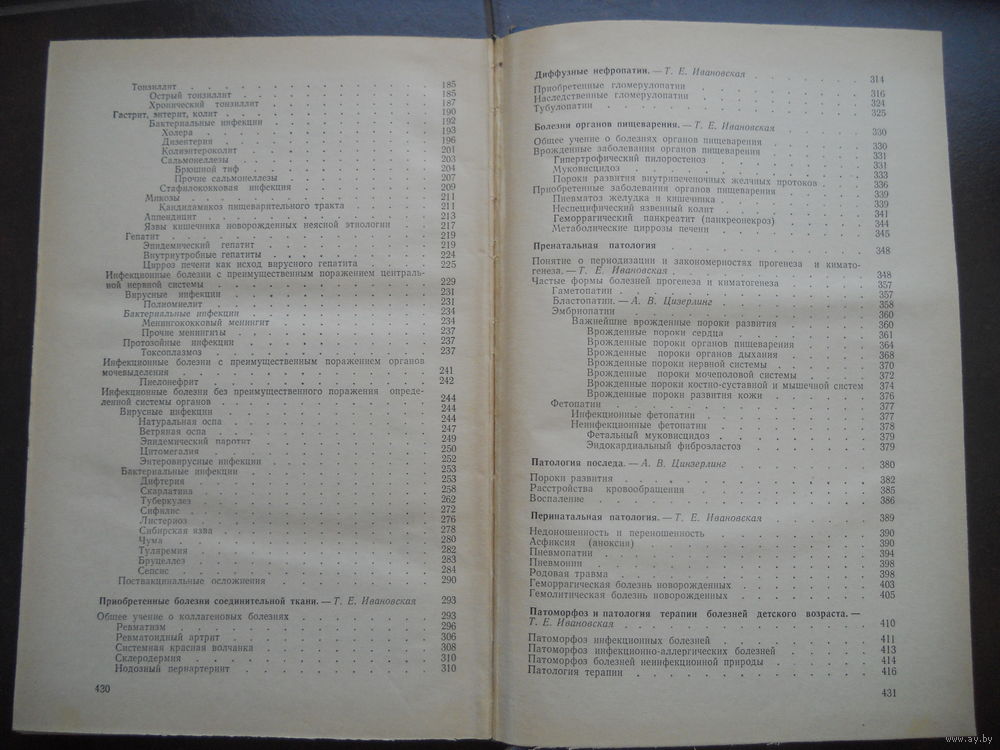 Тонзиллит . . . 185
Острый тонзиллит . . . 185
Хронический тонзиллит . . . 187
Гастрит, энтерит, колит . . . 190
Бактериальные инфекции . . . 192
Холера . . . 193
Дизентерия . . . 196
Колиэнтероколит . . . 201
Сальмонеллезы . . . 203
Брюшной тиф . . . 204
Прочие сальмонеллезы . . . 207
Стафилококковая инфекция . . . 209
Микозы . . . 211
Кандидамикоз пищеварительного тракта . . . 211
Аппендицит . . . 213
Язвы кишечника новорожденных неясной этиологии . . . 217
Гепатит . . . 219
Эпидемический гепатит . . . 219
Внутриутробные гепатиты . . . 224
Цирроз печени как исход вирусного гепатита . . . 225
Инфекционные болезни с преимущественным поражением централь-
ной нервной системы . . . 229
Вирусные инфекции . . . 231
Полиомиелит . . . 231
Бактериальные инфекции . . . 234
Менингококковый менингит . . . 234
Прочие менингиты . . . 237
Протозойные инфекции . . . 237
Токсоплазмоз . . . 237
Инфекционные болезни с преимущественным поражением органов
мочевыделения . . . 241
Пиелонефрит . . . 242
Инфекционные болезни без преимущественного поражения опреде-
ленной системы органов . . . 244
Вирусные инфекции . . . 244
Натуральная оспа . . . 244
Ветряная оспа . . . 247
Эпидемический паротит . . . 249
Цитомегалия . . . 250
Энтеровирусные инфекции . . . 252
Бактериальные инфекции . . . 253
Дифтерия . . . 253
Скарлатина . . . 258
Туберкулез . . . 262
Сифилис . . . 272
Листериоз . . . 276
Сибирская язва . . . 278
Чума . . . 280
Туляремия . . . 282
Бруцеллез . . . 283
Сепсис . . . 284
Поствакцинальные осложнения . . . 290
Приобретенные болезни соединительной ткани. — Т. Е. Ивановская 293
Общее учение о коллагеновых болезнях . . . 293
Ревматизм . . . 296
Ревматоидный артрит . . . 306
Системная красная волчанка . . . 308
Склеродермия . . . 310
Нодозный периартериит . . . 310
430
Диффузные нефропатии. — Т. Е. Ивановская . . . 314
Приобретенные гломерулопатии . . . 316
Наследственные гломерулопатии . . . 324
Тубулопатии . . . 325
Болезни органов пищеварения. — Т. Е. Ивановская . . . 330
Общее учение о болезнях органов пищеварения . . . 330
Врожденные заболевания органов пищеварения . . . 331
Гипертрофический пилоростеноз . . . 331
Муковисцидоз . . . 333
Пороки развития внутрипеченочных желчных протоков . . . 336
Приобретенные заболевания органов пищеварения . . . 339
Пневматоз желудка и кишечника . . . 339
Неспецифический язвенный колит . . . 341
Геморрагический панкреатит (панкреонекроз) . . . 344
Метаболические циррозы печени . . . 345
Пренатальная патология . . . 348
Понятие о периодизации и закономерностях прогенеза и кимато-
генеза. — Т. Е. Ивановская . . . 348
Частые формы болезней прогенеза и киматогенеза . . . 357
Гаметопатии . . . 357
Бластопатии. — А. В. Цизерлинг . . . 358
Эмбриопатии . . . 360
Важнейшие врожденные пороки развития . . . 360
Врожденные пороки сердца . . . 361
Врожденные пороки органов пищеварения . . . 364
Врожденные пороки органов дыхания . . . 368
Врожденные пороки нервной системы . . . 370
Врожденные пороки мочеполовой системы . . . 372
Врожденные пороки костно-суставной и мышечной систем 374
Врожденные пороки развития кожи . . . 376
Фетопатии . . . 377
Инфекционные фетопатии . . . 377
Неинфекционные фетопатии . . . 378
Фетальный муковисцидоз . . . 379
Эндокардиальный фиброэластоз . . . 379
Патология последа. — А. В. Цинзерлинг . . . 380
Пороки развития . . . 382
Расстройства кровообращения . . . 385
Воспаление . . . 386
Перинатальная патология. — Т. Е. Ивановская . . . 389
Недоношенность и переношенность . . . 390
Асфиксия (аноксия) . . . 390
Пневмопатии . . . 394
Пневмонии . . . 398
Родовая травма . . . 398
Геморрагическая болезнь новорожденных . . . 403
Гемолитическая болезнь новорожденных . . . 405
Патоморфоз и патология терапии болезней детского возраста. —
Т. Е. Ивановская . . . 410
Патоморфоз инфекционных болезней . . . 411
Патоморфоз инфекционно-аллергических болезней . . . 413
Патоморфоз болезней неинфекционной природы . . . 414
Патология терапии . . . 416
431
www.ay.by